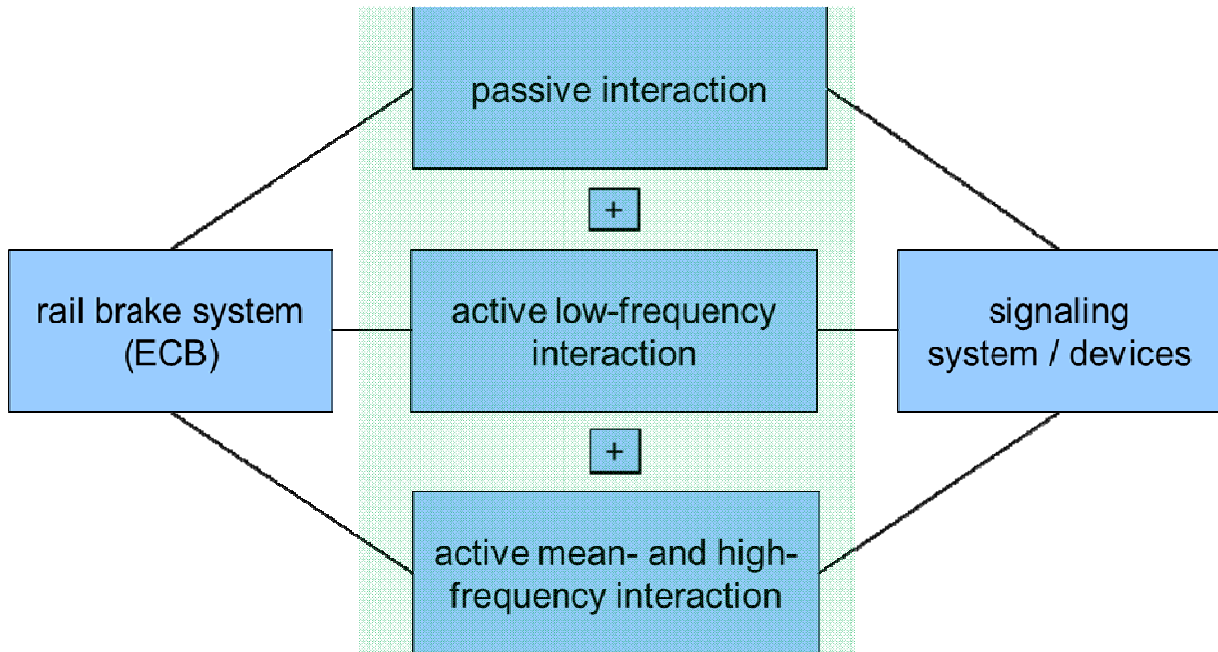 passive interaction
+
rail brake system
(ECB)
active low-frequency
interaction
signaling
system / devices
+
active mean- and high-
frequency interaction